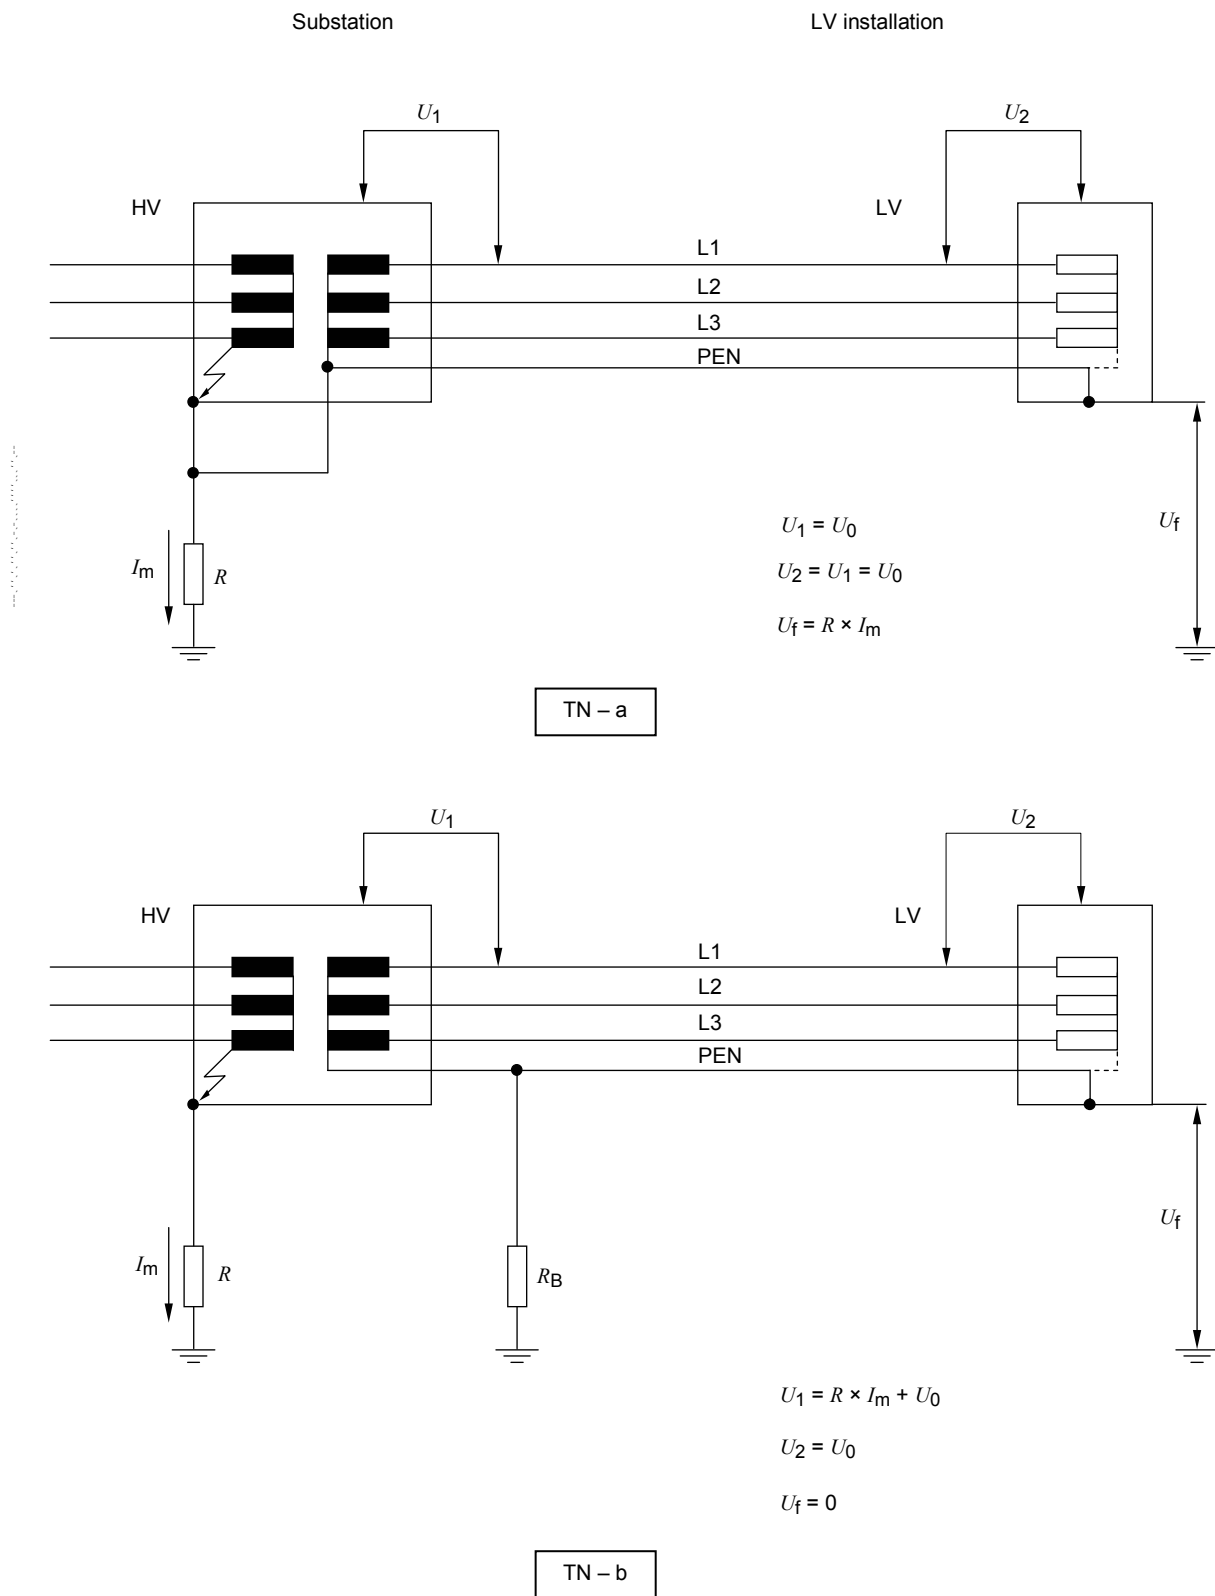 Substation
LV installation
U1
U2
HV
LV
L1
L2
L3
PEN
Im
R
Uf
U1 = U0
U2 = U1 = U0
Uf = R × Im
TN – a
U1
U2
HV
LV
L1
L2
L3
PEN
Im
R
RB
Uf
U1 = R × Im + U0
U2 = U0
Uf = 0
TN – b